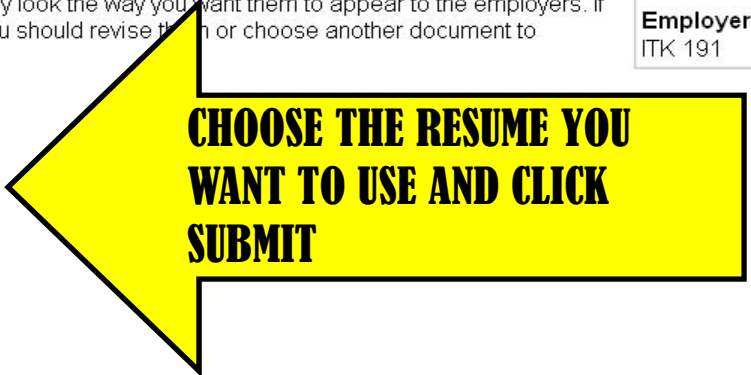 y look the way you want them to appear to the employers. If
u should revise or choose another document to
Employer
ITK 191
CHOOSE THE RESUME YOU
WANT TO USE AND CLICK
SUBMIT